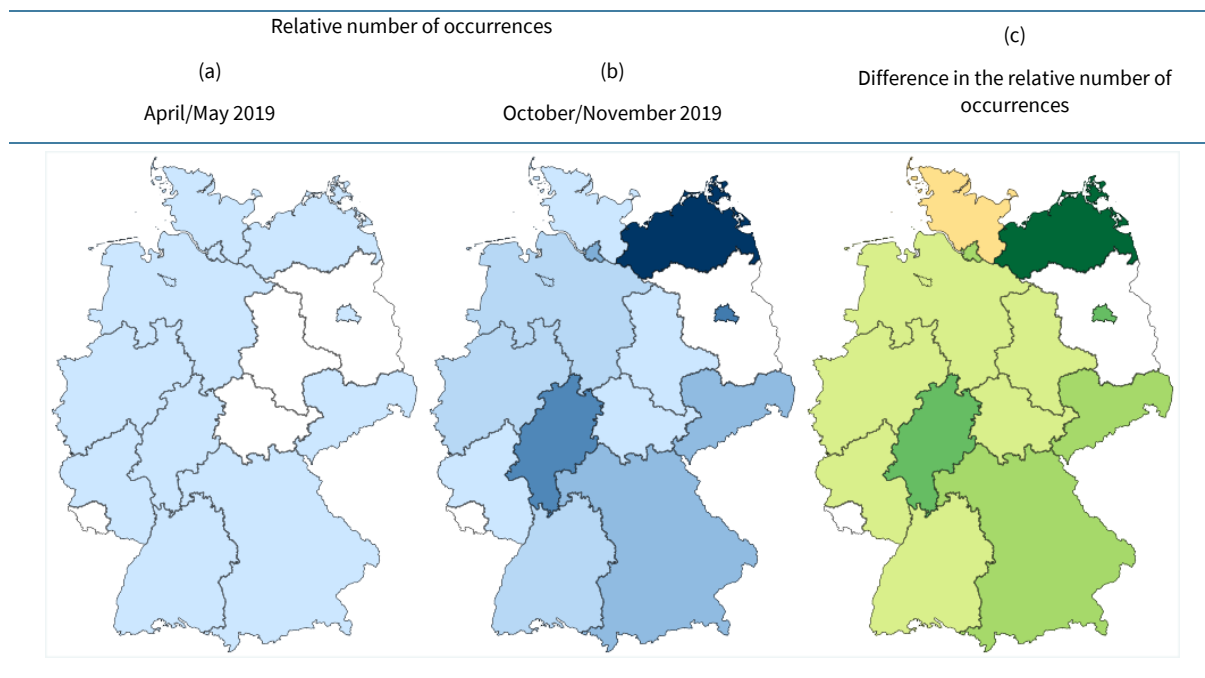 Relative number of occurrences
(a)
April/May 2019
(b)
October/November 2019
(c)
Difference in the relative number of
occurrences